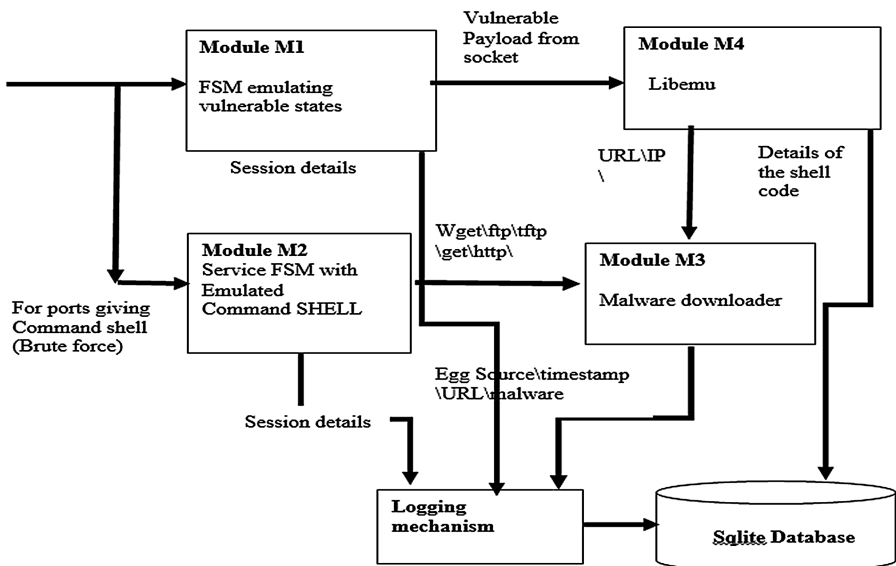 Module M1
FSM emulating
vulnerable states
Vulnerable
Payload from
socket
Module M4
Libemu
Session details
URL\IP
\
Details of
the shell
code
Module M2
Service FSM with
Emulated
Command SHELL
Wget\ftp\tftp
\get\http\
Module M3
Malware downloader
For ports giving
Command shell
(Brute force)
Egg Source\timestamp
\URL\malware
Session details
Logging
mechanism
Sqlite Database